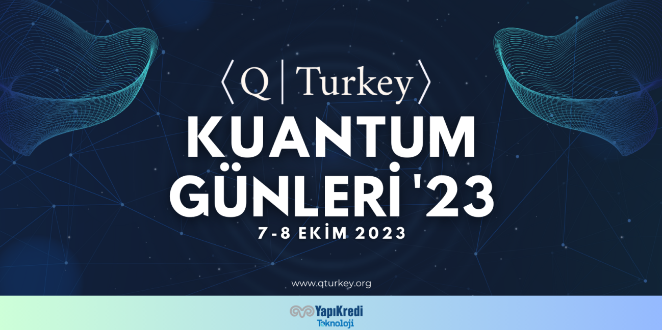 ⟨Q|Turkey⟩
KUANTUM
GÜNLERİ '23
7-8 EKİM 2023
www.qturkey.org
YapıKredi
Teknoloji